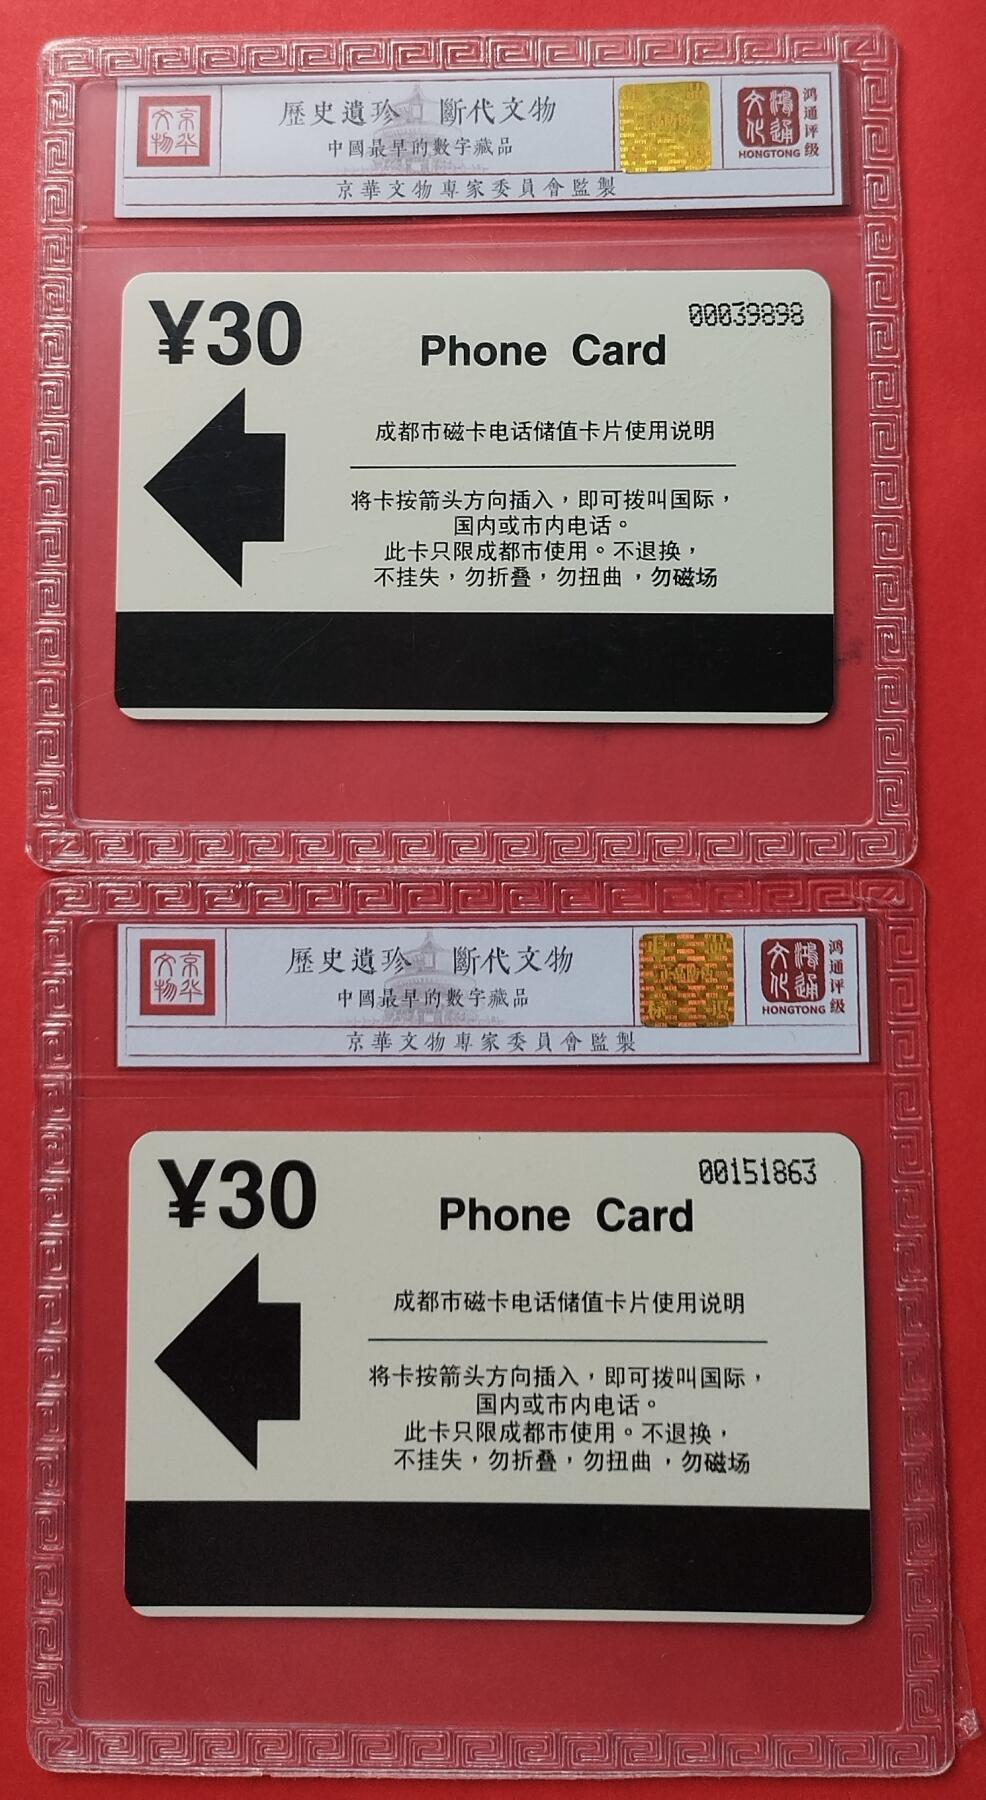 京华文物
歷史遺珍 斷代文物
中國最早的數字藏品
京華文物專家委員會監製
鴻通文化
HONGTONG
鸿通评级
¥30
00039898
Phone Card
成都市磁卡电话储值卡片使用说明
将卡按箭头方向插入，即可拨叫国际，
国内或市内电话。
此卡只限成都市使用。不退换，
不挂失，勿折叠，勿扭曲，勿磁场
京华文物
歷史遺珍 斷代文物
中國最早的數字藏品
京華文物專家委員會監製
鴻通文化
HONGTONG
鸿通评级
¥30
00151863
Phone Card
成都市磁卡电话储值卡片使用说明
将卡按箭头方向插入，即可拨叫国际，
国内或市内电话。
此卡只限成都市使用。不退换，
不挂失，勿折叠，勿扭曲，勿磁场